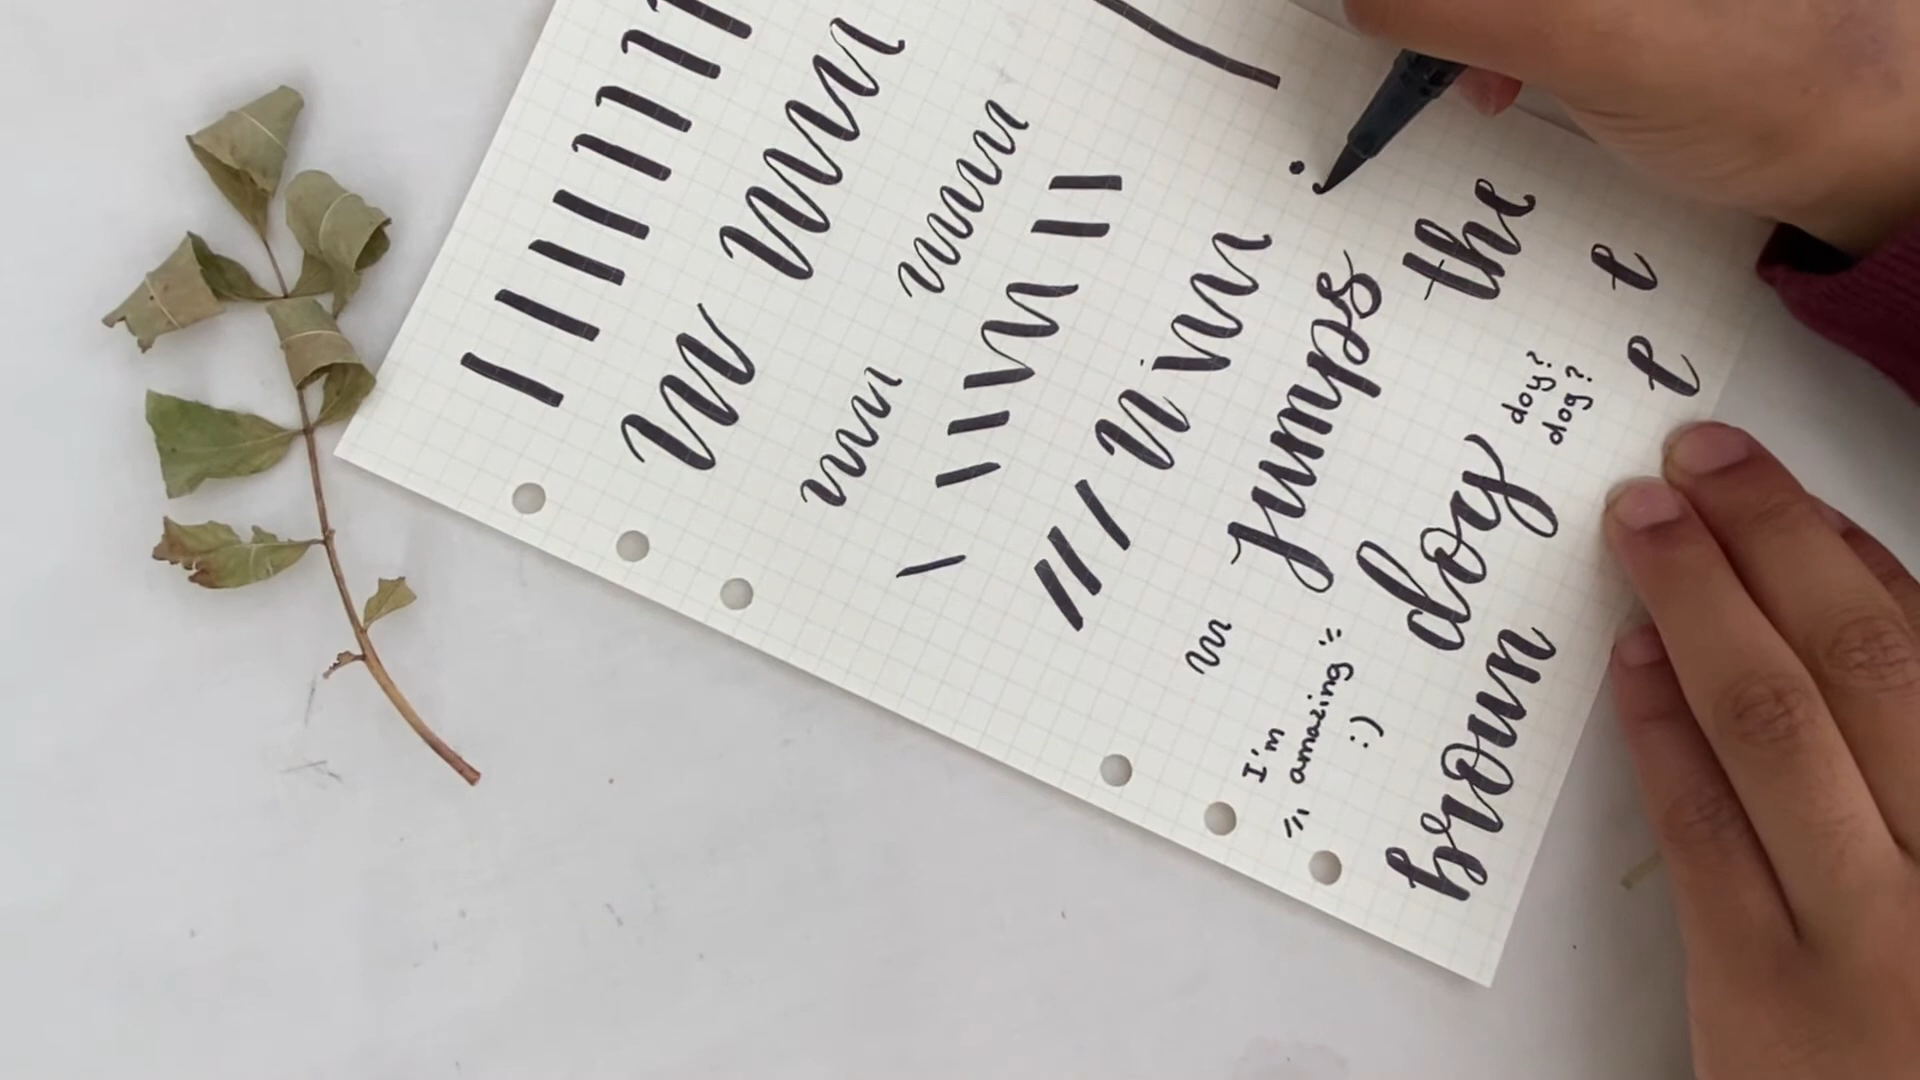 jumps
the
dog
doy?
dog?
brown
I'm
amazing
:)
t t